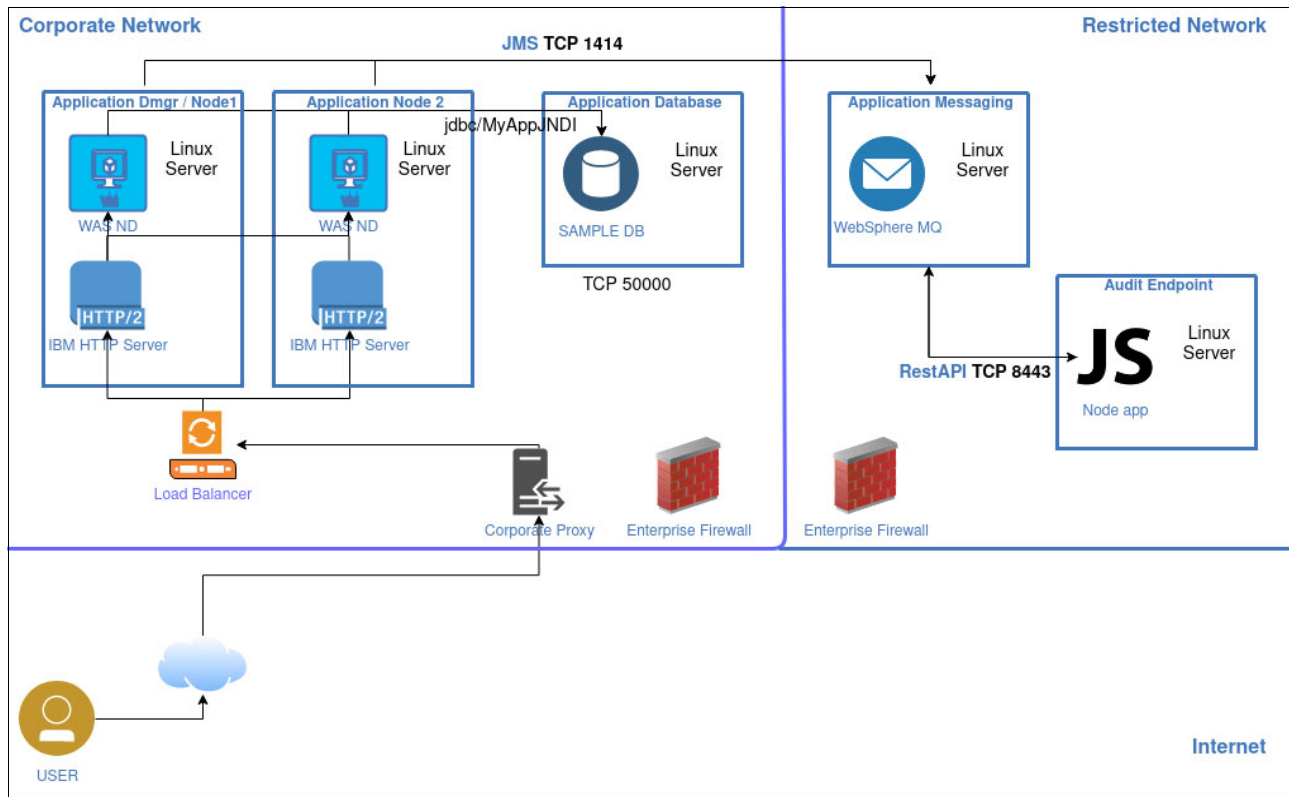 Corporate Network
Restricted Network
JMS TCP 1414
Application Dmgr / Node1
Application Node 2
Application Database
Application Messaging
jdbc/MyAppJNDI
Linux
Server
Linux
Server
Linux
Server
Linux
Server
WAS ND
WAS ND
SAMPLE DB
WebSphere MQ
TCP 50000
Audit Endpoint
HTTP/2
HTTP/2
Linux
Server
IBM HTTP Server
IBM HTTP Server
JS
RestAPI TCP 8443
Node app
Load Balancer
Corporate Proxy
Enterprise Firewall
Enterprise Firewall
Internet
USER